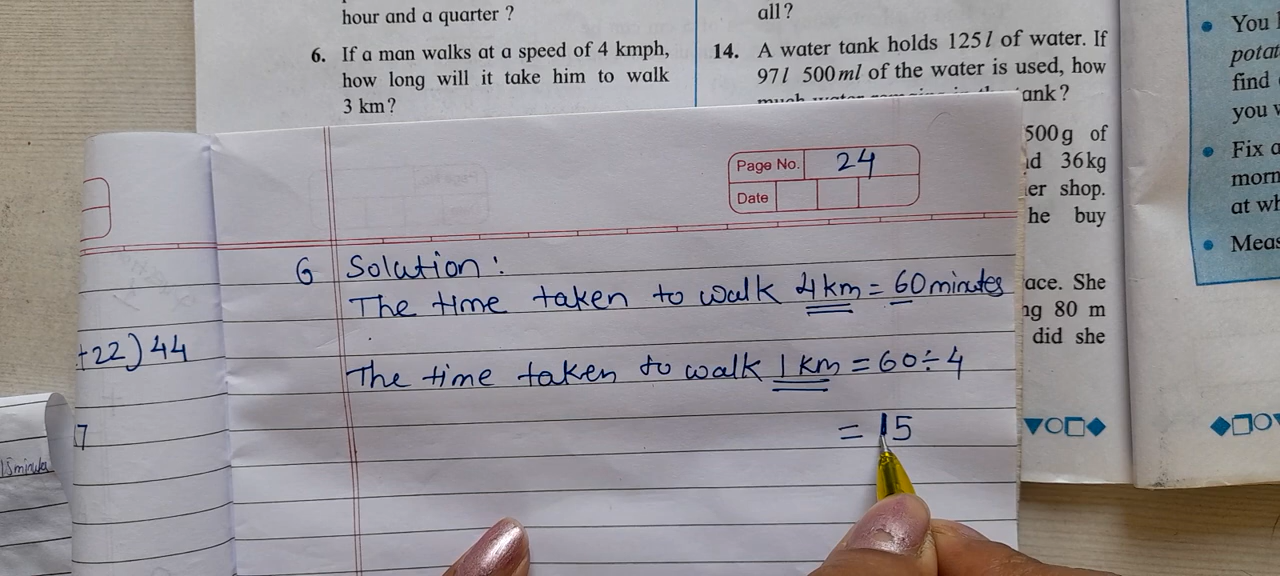 hour and a quarter ?
6. If a man walks at a speed of 4 kmph,
how long will it take him to walk
3 km?
all?
14. A water tank holds 125 l of water. If
97 l 500 ml of the water is used, how
ank?
500 g of
36 kg
er shop.
he buy
ace. She
ng 80 m
did she
You
find
you
Fix
at
Meas
Page No. 24
Date
6 Solution :
The time taken to walk 4 km = 60 minutes
The time taken to walk 1 km = 60 ÷ 4
= 15
+22) 44
7
15 minutes